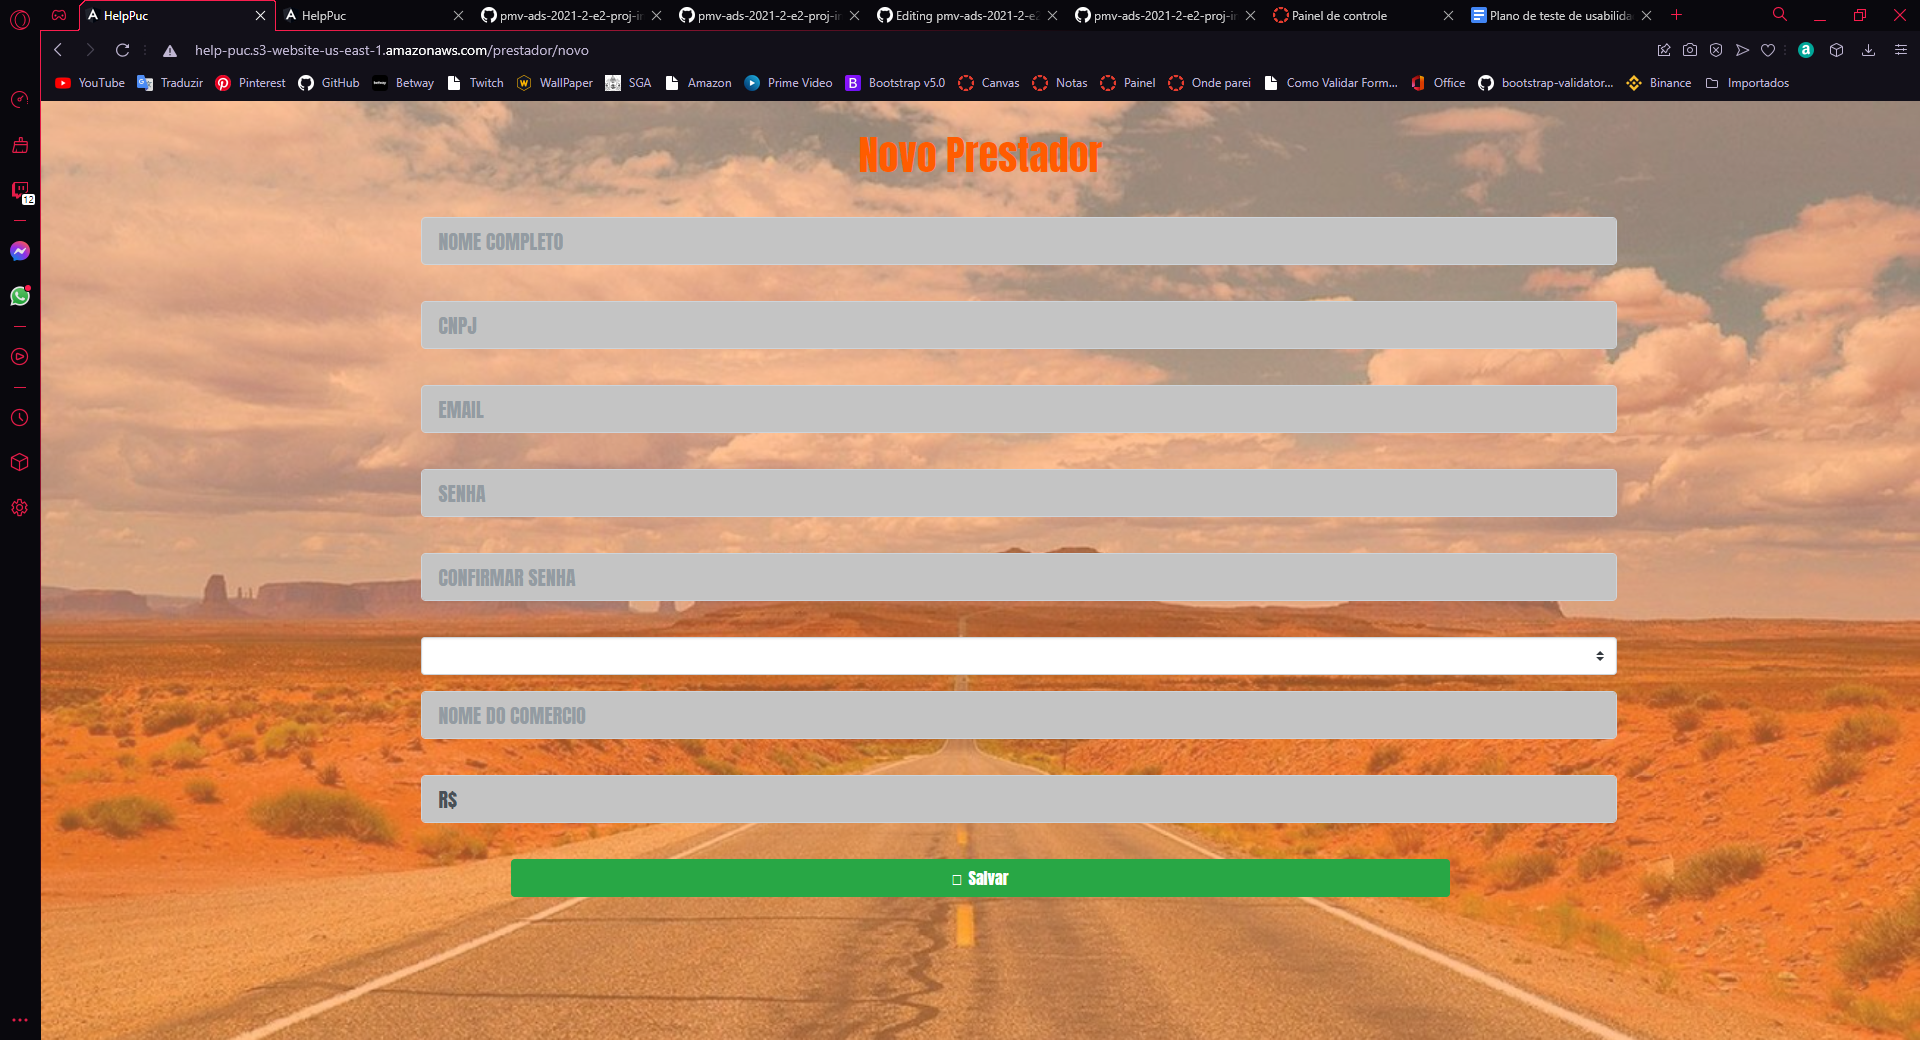 HelpPuc
HelpPuc
pmv-ads-2021-2-e2-proj-in
pmv-ads-2021-2-e2-proj-in
Editing pmv-ads-2021-2-e2
pmv-ads-2021-2-e2-proj-in
Painel de controle
Plano de teste de usabilida
help-puc.s3-website-us-east-1.amazonaws.com/prestador/novo
YouTube Traduzir Pinterest GitHub Betway Twitch WallPaper SGA Amazon Prime Video Bootstrap v5.0 Canvas Notas Painel Onde parei Como Validar Form... Office bootstrap-validator... Binance Importados
12
Novo Prestador
NOME COMPLETO
CNPJ
EMAIL
SENHA
CONFIRMAR SENHA
NOME DO COMERCIO
R$
Salvar